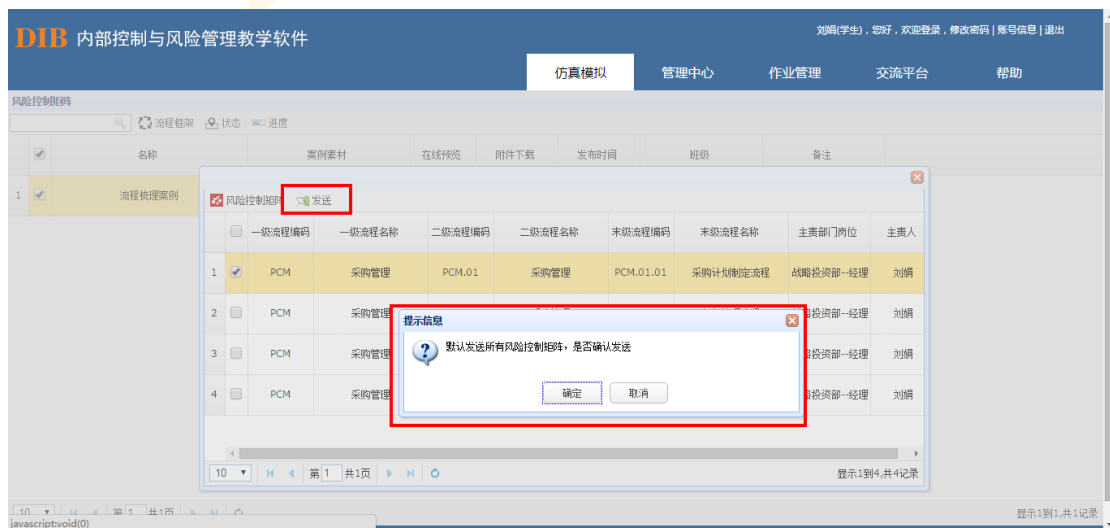 DIB 内部控制与风险管理教学软件
刘娟(学生)，您好，欢迎登录，修改密码 | 账号信息 | 退出
仿真模拟 管理中心 作业管理 交流平台 帮助
风险控制矩阵
流程框架 状态 进度
名称 案例素材 在线预览 附件下载 发布时间 班级 备注
1 流程梳理案例
风险控制矩阵 发送
一级流程编码 一级流程名称 二级流程编码 二级流程名称 末级流程编码 末级流程名称 主责部门岗位 主责人
1 PCM 采购管理 PCM.01 采购管理 PCM.01.01 采购计划制定流程 战略投资部--经理 刘娟
2 PCM 采购管理 投资部--经理 刘娟
3 PCM 采购管理 投资部--经理 刘娟
4 PCM 采购管理 投资部--经理 刘娟
提示信息
默认发送所有风险控制矩阵，是否确认发送
确定 取消
10 第 1 共1页 显示1到4,共4记录
10 第 1 共1页 显示1到1,共1记录
javascript:void(0)